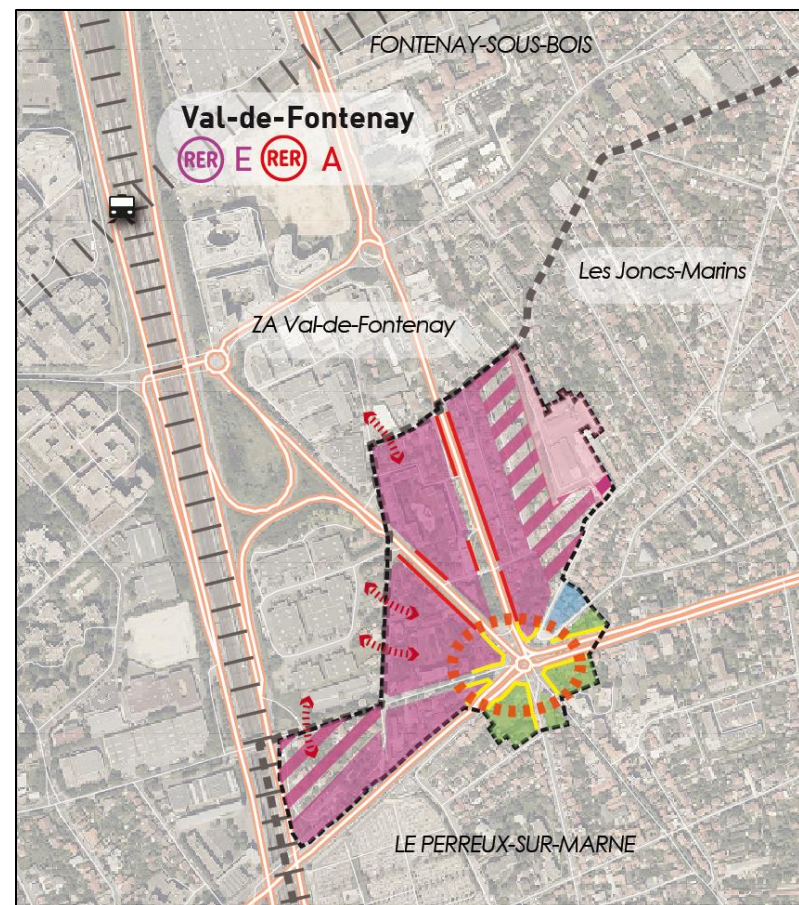 FONTENAY-SOUS-BOIS
Val-de-Fontenay
RER E RER A
Les Joncs-Marins
ZA Val-de-Fontenay
LE PERREUX-SUR-MARNE